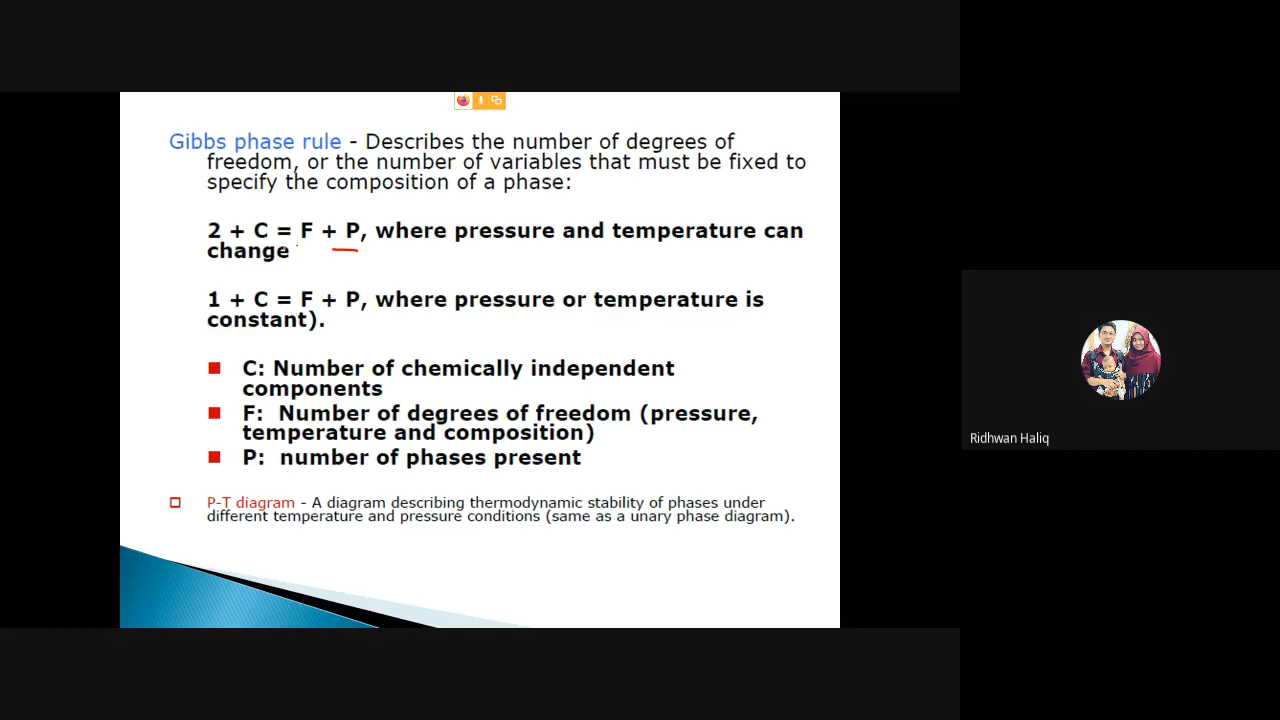 Gibbs phase rule - Describes the number of degrees of
freedom, or the number of variables that must be fixed to
specify the composition of a phase:
2 + C = F + P, where pressure and temperature can
change
1 + C = F + P, where pressure or temperature is
constant).
C: Number of chemically independent
components
F: Number of degrees of freedom (pressure,
temperature and composition)
P: number of phases present
P-T diagram - A diagram describing thermodynamic stability of phases under
different temperature and pressure conditions (same as a unary phase diagram).
Ridhwan Haliq